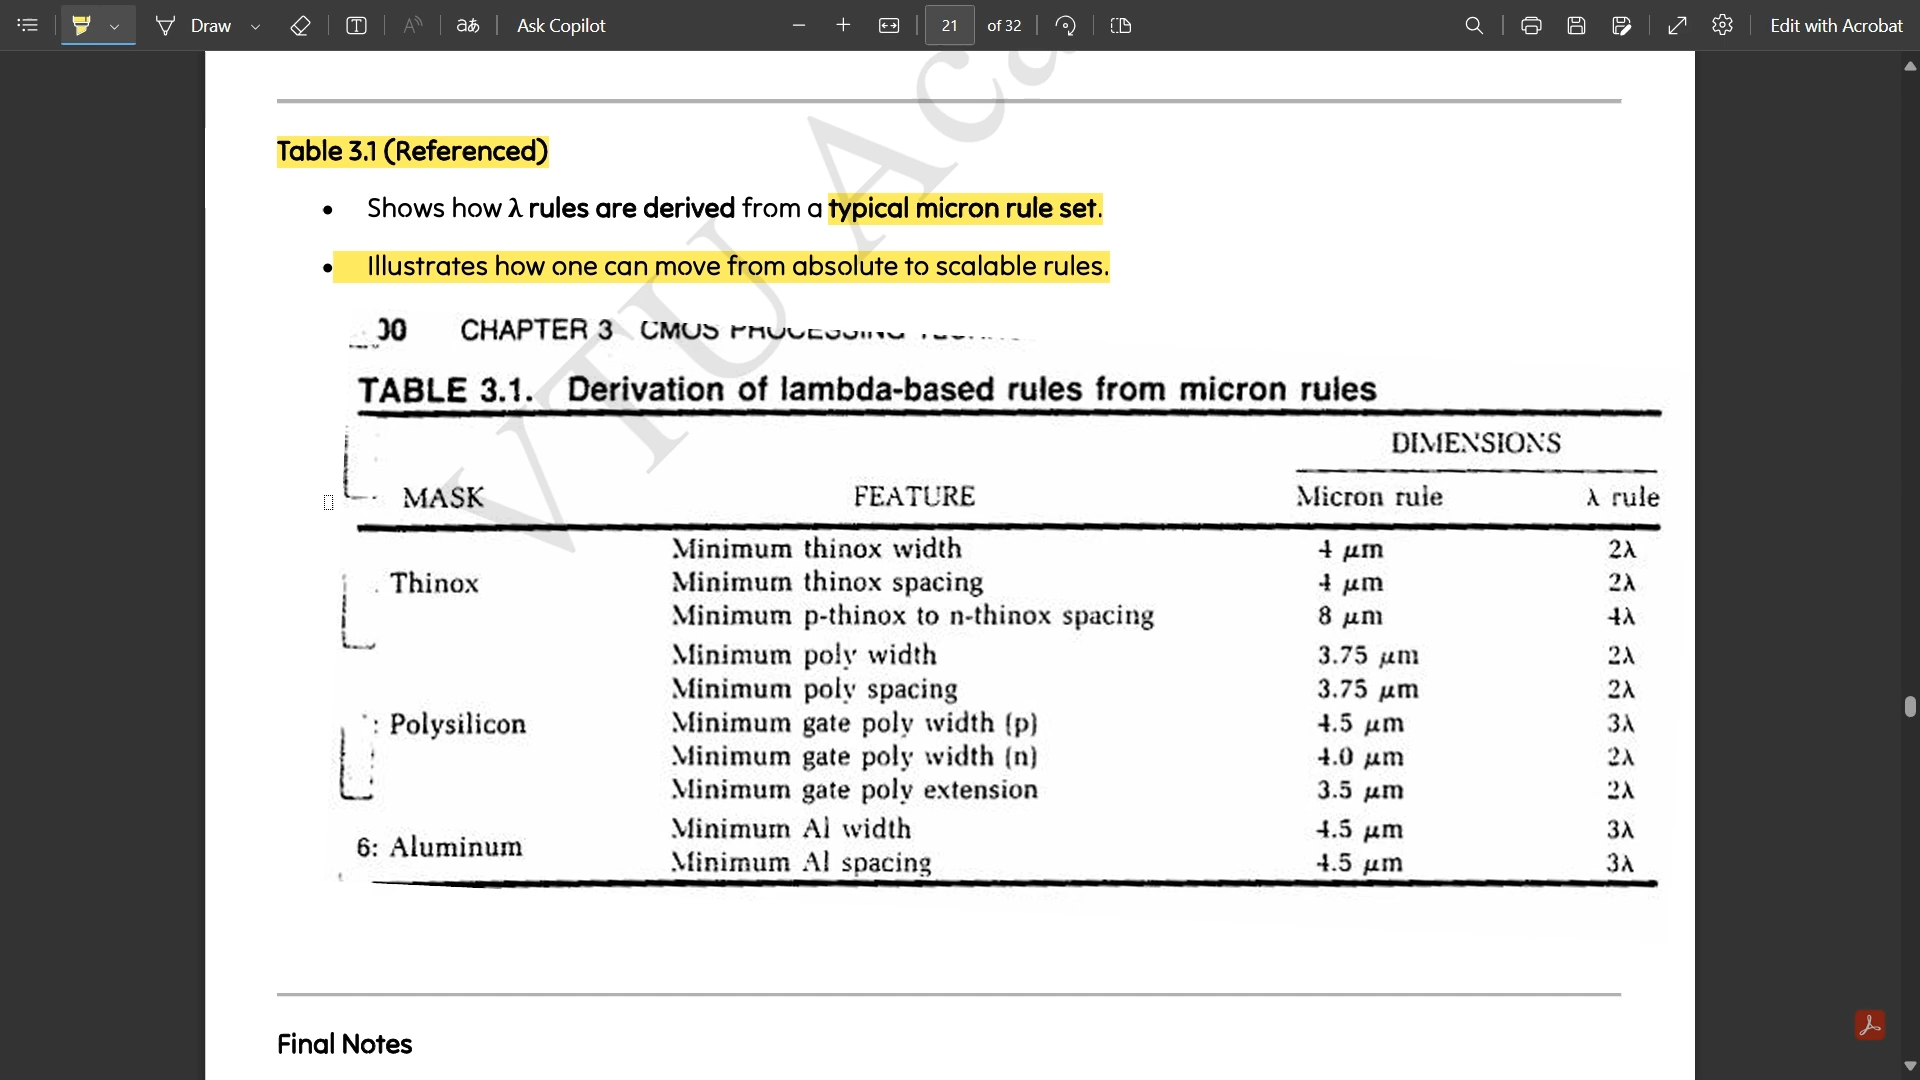 Draw
Ask Copilot
21 of 32
Edit with Acrobat
VTU Aca
Table 3.1 (Referenced)
• Shows how λ rules are derived from a typical micron rule set.
• Illustrates how one can move from absolute to scalable rules.
00 CHAPTER 3 CMOS PROCESSING
TABLE 3.1. Derivation of lambda-based rules from micron rules
DIMENSIONS
MASK FEATURE Micron rule λ rule
Minimum thinox width 4 μm 2λ
Thinox Minimum thinox spacing 4 μm 2λ
Minimum p-thinox to n-thinox spacing 8 μm 4λ
Minimum poly width 3.75 μm 2λ
Minimum poly spacing 3.75 μm 2λ
: Polysilicon Minimum gate poly width (p) 4.5 μm 3λ
Minimum gate poly width (n) 4.0 μm 2λ
Minimum gate poly extension 3.5 μm 2λ
Minimum Al width 4.5 μm 3λ
6: Aluminum
Minimum Al spacing 4.5 μm 3λ
Final Notes